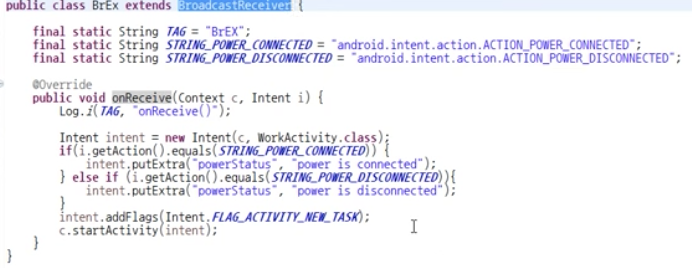 public class BrEx extends BroadcastReceiver {
final static String TAG = "BrEX";
final static String STRING_POWER_CONNECTED = "android.intent.action.ACTION_POWER_CONNECTED";
final static String STRING_POWER_DISCONNECTED = "android.intent.action.ACTION_POWER_DISCONNECTED";
@Override
public void onReceive(Context c, Intent i) {
Log.i(TAG, "onReceive()");
Intent intent = new Intent(c, WorkActivity.class);
if(i.getAction().equals(STRING_POWER_CONNECTED)) {
intent.putExtra("powerStatus", "power is connected");
} else if (i.getAction().equals(STRING_POWER_DISCONNECTED)){
intent.putExtra("powerStatus", "power is disconnected");
}
intent.addFlags(Intent.FLAG_ACTIVITY_NEW_TASK);
c.startActivity(intent);
}
}